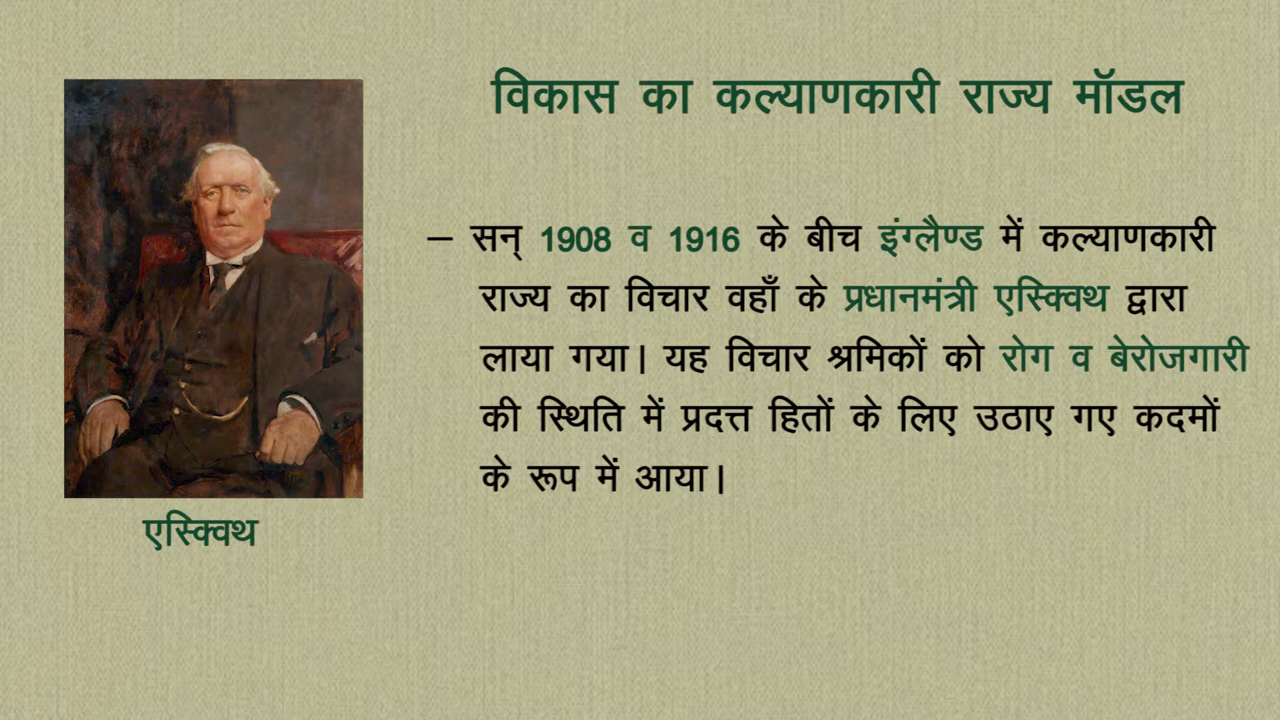 विकास का कल्याणकारी राज्य मॉडल
– सन् 1908 व 1916 के बीच इंग्लैण्ड में कल्याणकारी
राज्य का विचार वहाँ के प्रधानमंत्री एस्क्विथ द्वारा
लाया गया। यह विचार श्रमिकों को रोग व बेरोजगारी
की स्थिति में प्रदत्त हितों के लिए उठाए गए कदमों
के रूप में आया।
एस्क्विथ